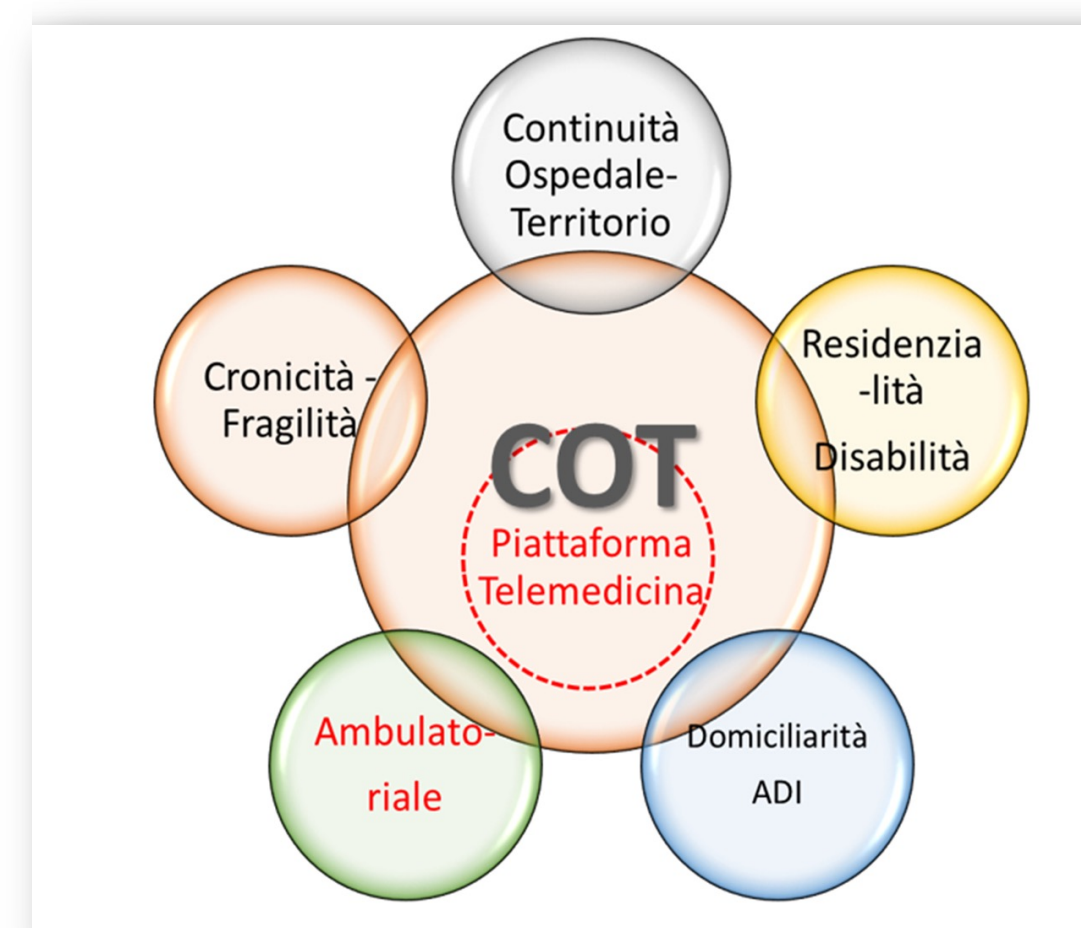 Continuità
Ospedale-
Territorio
Cronicità -
Fragilità
Residenzia
-lità
Disabilità
COT
Piattaforma
Telemedicina
Ambulato-
riale
Domiciliarità
ADI